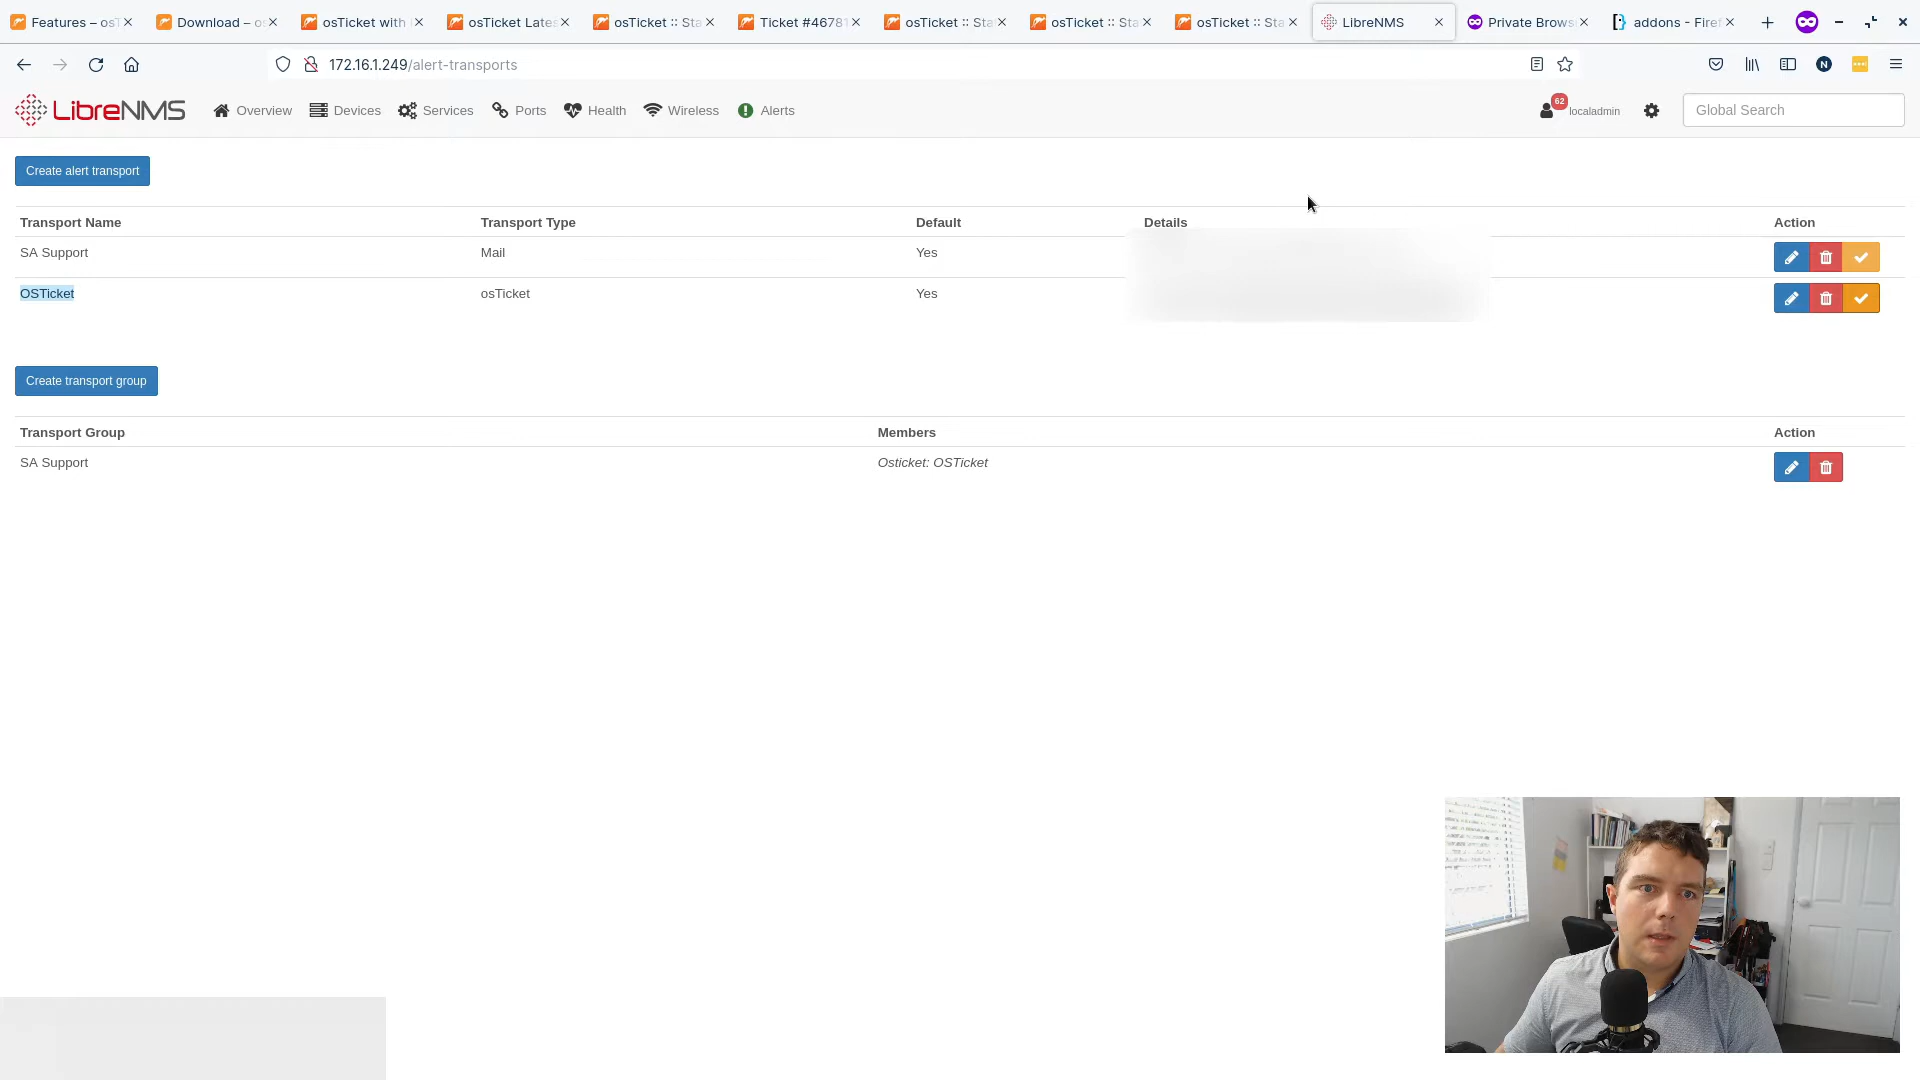 Features – osT Download – os osTicket with osTicket Lates osTicket :: Sta Ticket #4678 osTicket :: Sta osTicket :: Sta osTicket :: Sta LibreNMS Private Brows addons - Firef
172.16.1.249/alert-transports
LibreNMS Overview Devices Services Ports Health Wireless Alerts 62 localadmin Global Search
Create alert transport
Transport Name Transport Type Default Details Action
SA Support Mail Yes
OSTicket osTicket Yes
Create transport group
Transport Group Members Action
SA Support Osticket: OSTicket